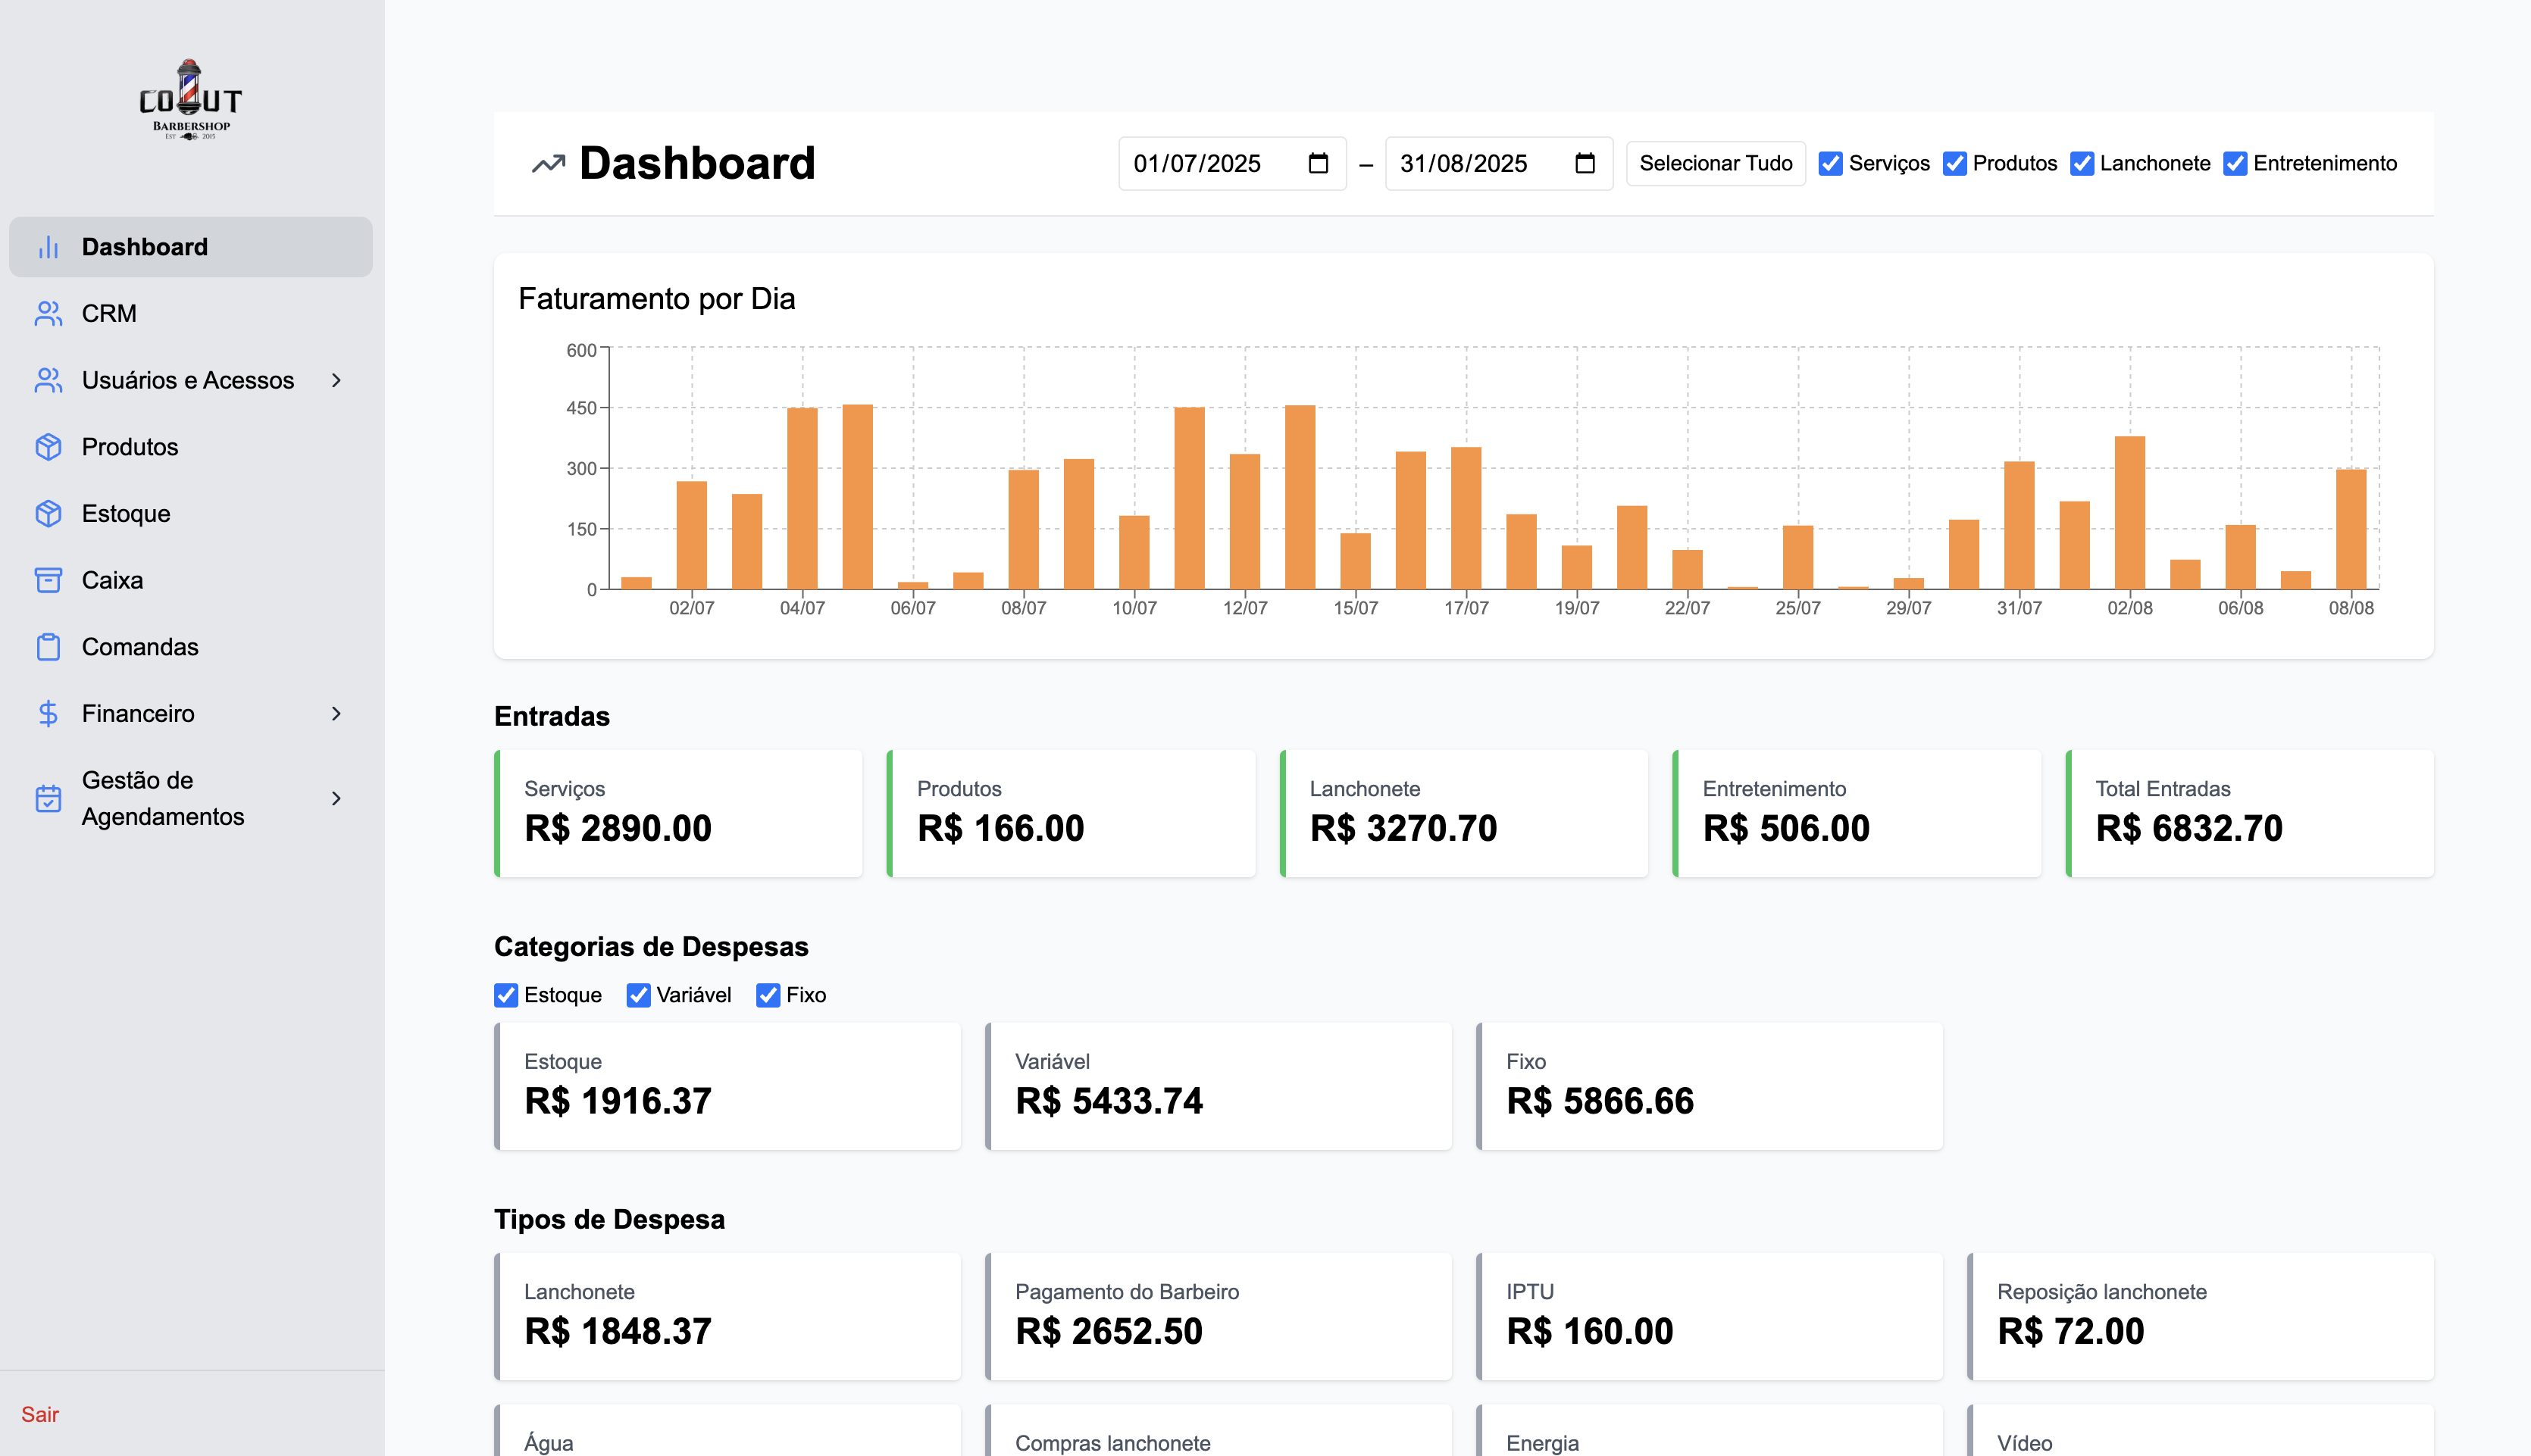 CO UT
BARBERSHOP
EST 2015
Dashboard
CRM
Usuários e Acessos
Produtos
Estoque
Caixa
Comandas
Financeiro
Gestão de
Agendamentos
Sair
Dashboard
01/07/2025 – 31/08/2025 Selecionar Tudo Serviços Produtos Lanchonete Entretenimento
Faturamento por Dia
600
450
300
150
0
02/07 04/07 06/07 08/07 10/07 12/07 15/07 17/07 19/07 22/07 25/07 29/07 31/07 02/08 06/08 08/08
Entradas
Serviços
R$ 2890.00
Produtos
R$ 166.00
Lanchonete
R$ 3270.70
Entretenimento
R$ 506.00
Total Entradas
R$ 6832.70
Categorias de Despesas
Estoque Variável Fixo
Estoque
R$ 1916.37
Variável
R$ 5433.74
Fixo
R$ 5866.66
Tipos de Despesa
Lanchonete
R$ 1848.37
Pagamento do Barbeiro
R$ 2652.50
IPTU
R$ 160.00
Reposição lanchonete
R$ 72.00
Água
Compras lanchonete
Energia
Vídeo